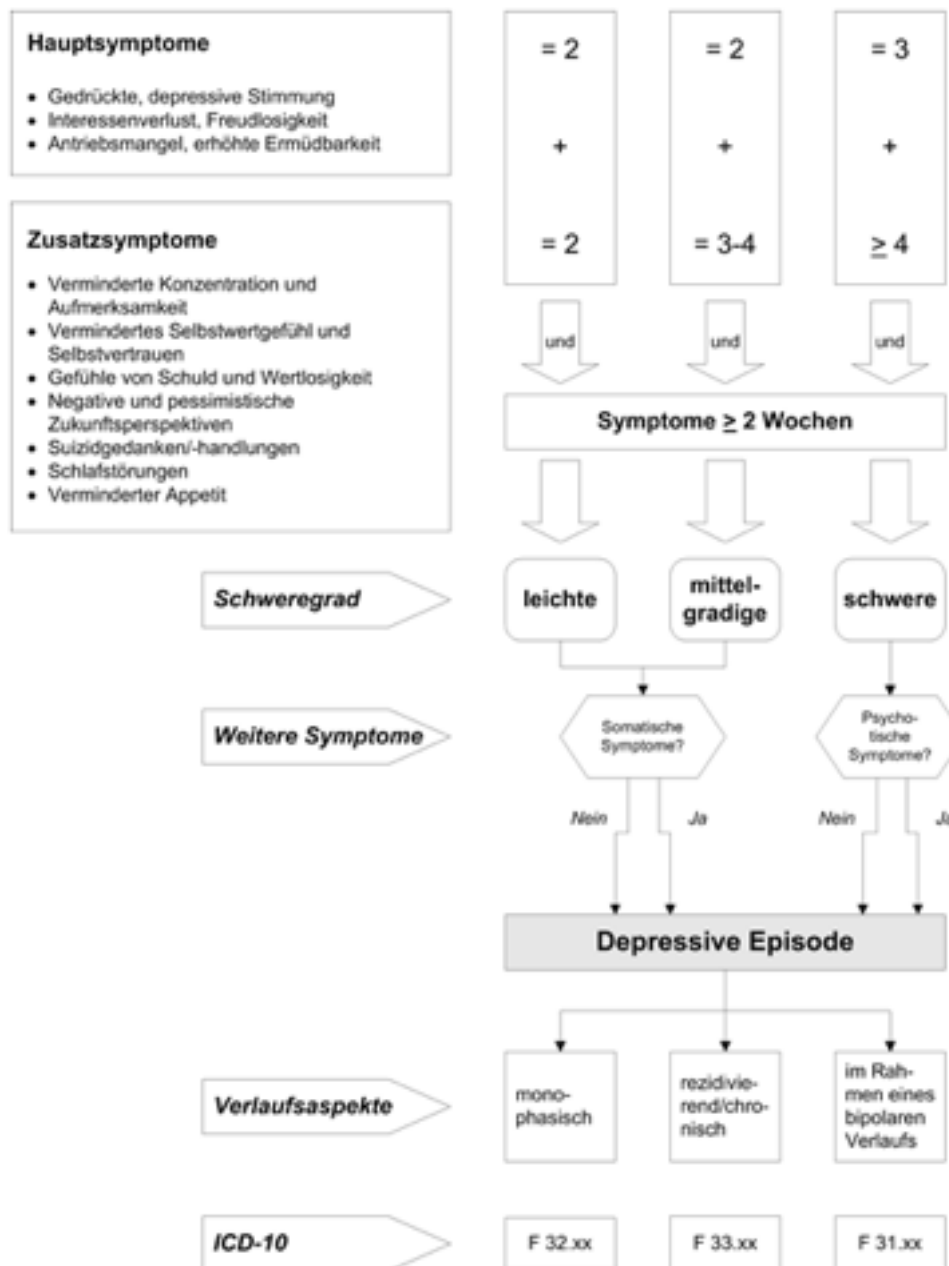 Hauptsymptome
• Gedrückte, depressive Stimmung
• Interessenverlust, Freudlosigkeit
• Antriebsmangel, erhöhte Ermüdbarkeit
= 2
= 2
= 3
+
+
+
Zusatzsymptome
• Verminderte Konzentration und
Aufmerksamkeit
• Vermindertes Selbstwertgefühl und
Selbstvertrauen
• Gefühle von Schuld und Wertlosigkeit
• Negative und pessimistische
Zukunftsperspektiven
• Suizidgedanken/-handlungen
• Schlafstörungen
• Verminderter Appetit
= 2
= 3-4
≥ 4
und
und
und
Symptome ≥ 2 Wochen
Schweregrad
leichte
mittel-
gradige
schwere
Weitere Symptome
Somatische
Symptome?
Psycho-
tische
Symptome?
Nein
Ja
Nein
Depressive Episode
Verlaufsaspekte
mono-
phasisch
rezidivie-
rend/chro-
nisch
im Rah-
men eines
bipolaren
Verlaufs
ICD-10
F 32.xx
F 33.xx
F 31.xx